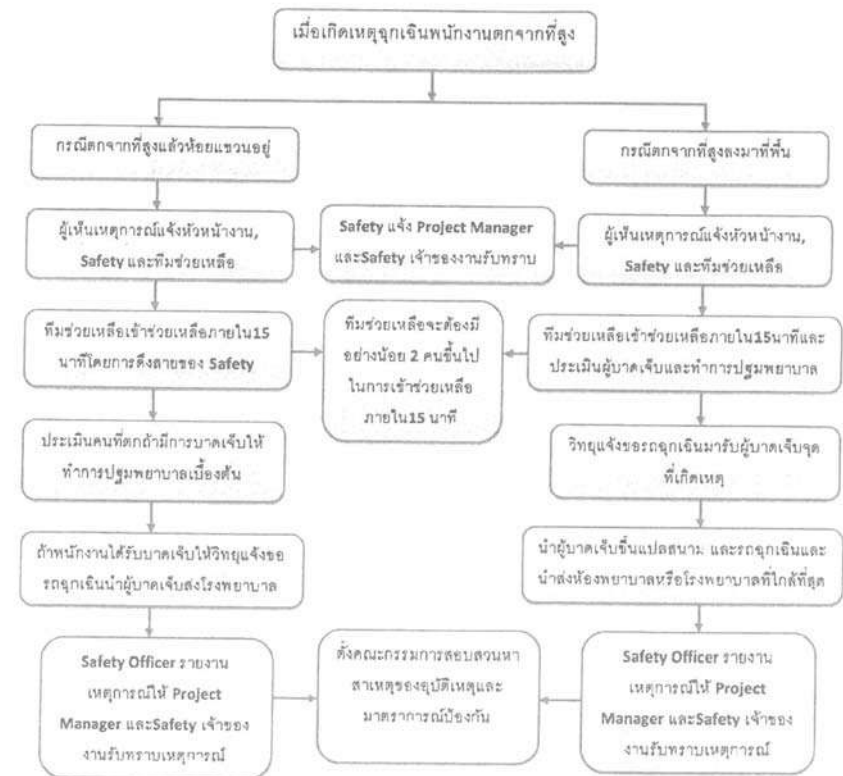 เมื่อเกิดเหตุฉุกเฉินพนักงานตกจากที่สูง
กรณีตกจากที่สูงแล้วห้อยแขวนอยู่
กรณีตกจากที่สูงลงมาที่พื้น
ผู้เห็นเหตุการณ์แจ้งหัวหน้างาน,
Safety และทีมช่วยเหลือ
Safety แจ้ง Project Manager
และSafety เจ้าของงานรับทราบ
ผู้เห็นเหตุการณ์แจ้งหัวหน้างาน,
Safety และทีมช่วยเหลือ
ทีมช่วยเหลือเข้าช่วยเหลือภายใน15
นาทีโดยการดึงสายของ Safety
ทีมช่วยเหลือจะต้องมี
อย่างน้อย 2 คนขึ้นไป
ในการเข้าช่วยเหลือ
ภายใน15 นาที
ทีมช่วยเหลือเข้าช่วยเหลือภายใน15นาทีและ
ประเมินผู้บาดเจ็บและทำการปฐมพยาบาล
ประเมินคนที่ตกถ้ามีการบาดเจ็บให้
ทำการปฐมพยาบาลเบื้องต้น
วิทยุแจ้งขอรถฉุกเฉินมารับผู้บาดเจ็บจุด
ที่เกิดเหตุ
ถ้าพนักงานได้รับบาดเจ็บให้วิทยุแจ้งขอ
รถฉุกเฉินนำผู้บาดเจ็บส่งโรงพยาบาล
นำผู้บาดเจ็บขึ้นแปลสนาม และรถฉุกเฉินและ
นำส่งห้องพยาบาลหรือโรงพยาบาลที่ใกล้ที่สุด
Safety Officer รายงาน
เหตุการณ์ให้ Project
Manager และSafety เจ้าของ
งานรับทราบเหตุการณ์
ตั้งคณะกรรมการสอบสวนหา
สาเหตุของอุบัติเหตุและ
มาตราการณ์ป้องกัน
Safety Officer รายงาน
เหตุการณ์ให้ Project
Manager และSafety เจ้าของ
งานรับทราบเหตุการณ์